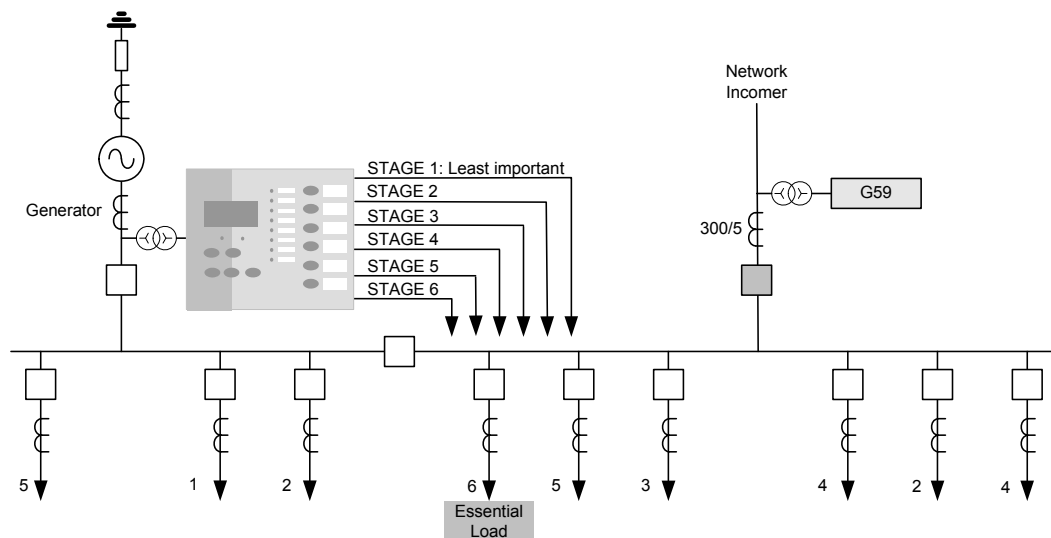 Network
Incomer
STAGE 1: Least important
STAGE 2
G59
Generator
STAGE 3
300/5
STAGE 4
STAGE 5
STAGE 6
5
1
2
6
5
3
4
2
4
Essential
Load